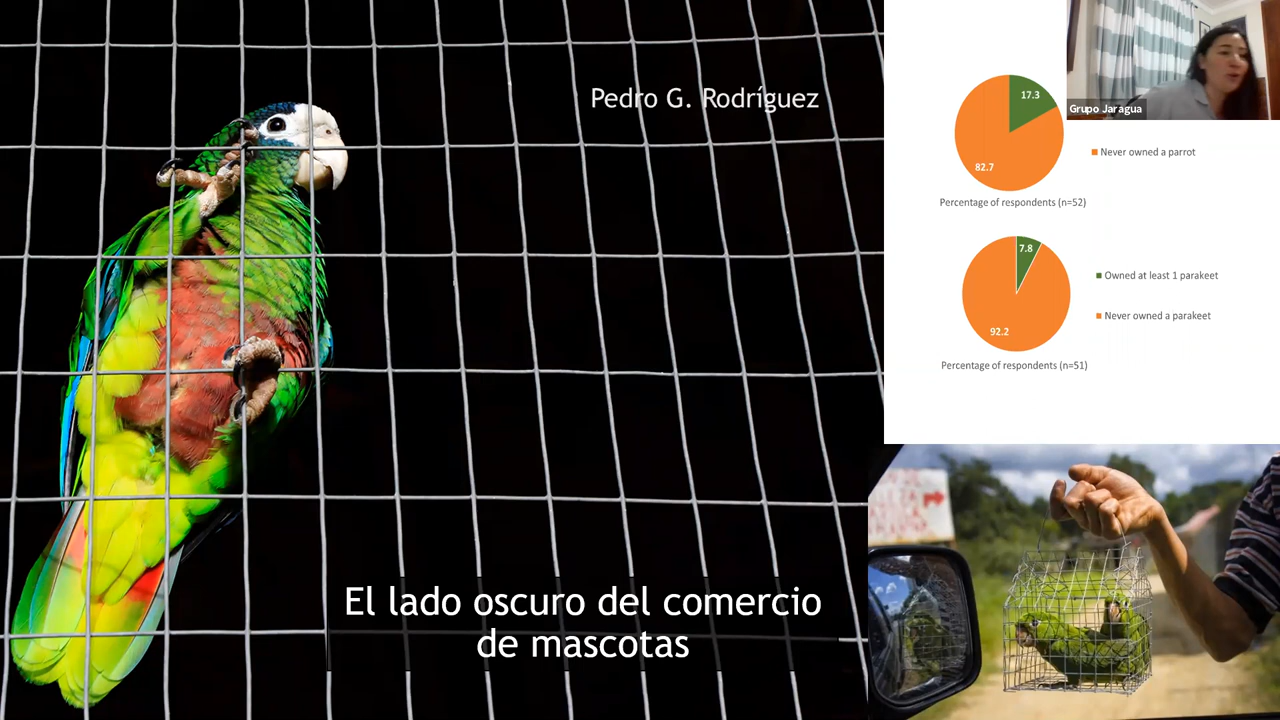 Pedro G. Rodríguez
El lado oscuro del comercio
de mascotas
Grupo Jaragua
17.3
82.7
Never owned a parrot
Percentage of respondents (n=52)
7.8
92.2
Owned at least 1 parakeet
Never owned a parakeet
Percentage of respondents (n=51)